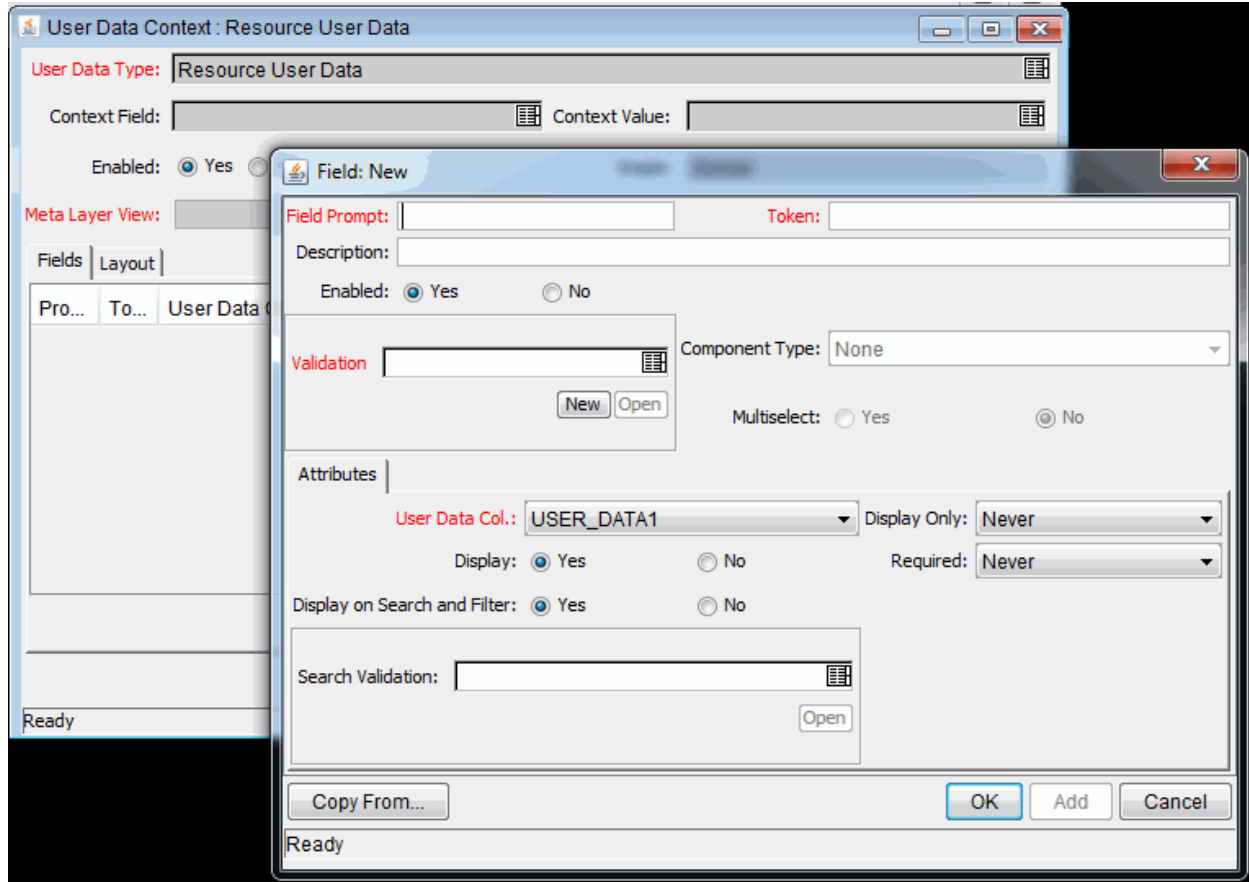 User Data Context : Resource User Data
User Data Type: Resource User Data
Context Field: Context Value:
Enabled: Yes
Meta Layer View:
Fields Layout
Pro... To... User Data
Ready
Field: New
Field Prompt: Token:
Description:
Enabled: Yes No
Validation
New Open
Component Type: None
Multiselect: Yes No
Attributes
User Data Col.: USER_DATA1 Display Only: Never
Display: Yes No Required: Never
Display on Search and Filter: Yes No
Search Validation:
Open
Copy From... OK Add Cancel
Ready